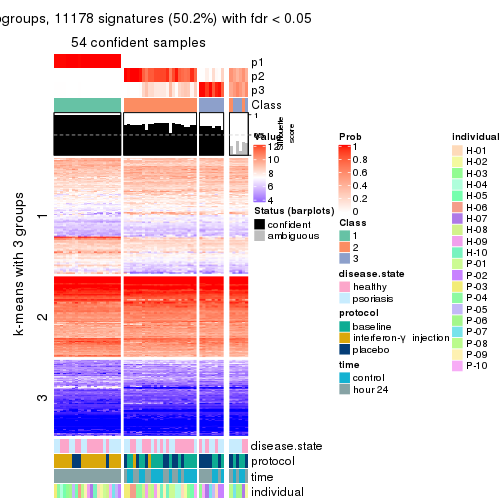 ogroups, 11178 signatures (50.2%) with fdr < 0.05
54 confident samples
p1
p2
p3
Class
1
score
k-means with 3 groups
1
2
3
disease.state
protocol
time
individual
Value
12
10
8
6
4
Status (barplots)
confident
ambiguous
Prob
1
0.8
0.6
0.4
0.2
0
Class
1
2
3
disease.state
healthy
psoriasis
protocol
baseline
interferon-γ injection
placebo
time
control
hour 24
individual
H-01
H-02
H-03
H-04
H-05
H-06
H-07
H-08
H-09
H-10
P-01
P-02
P-03
P-04
P-05
P-06
P-07
P-08
P-09
P-10